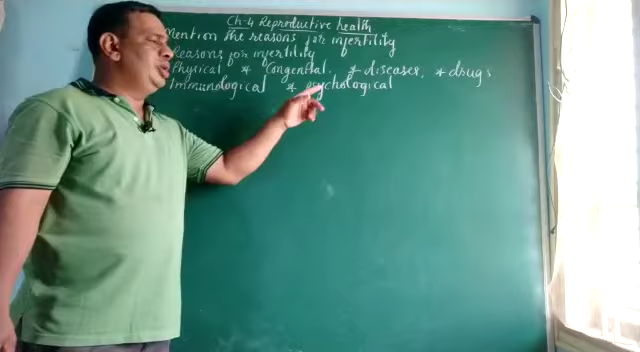 Ch-4 Reproductive health
Mention the reasons for infertility
Reasons for infertility
Physical * Congenital, * diseases, * drugs
Immunological * psychological